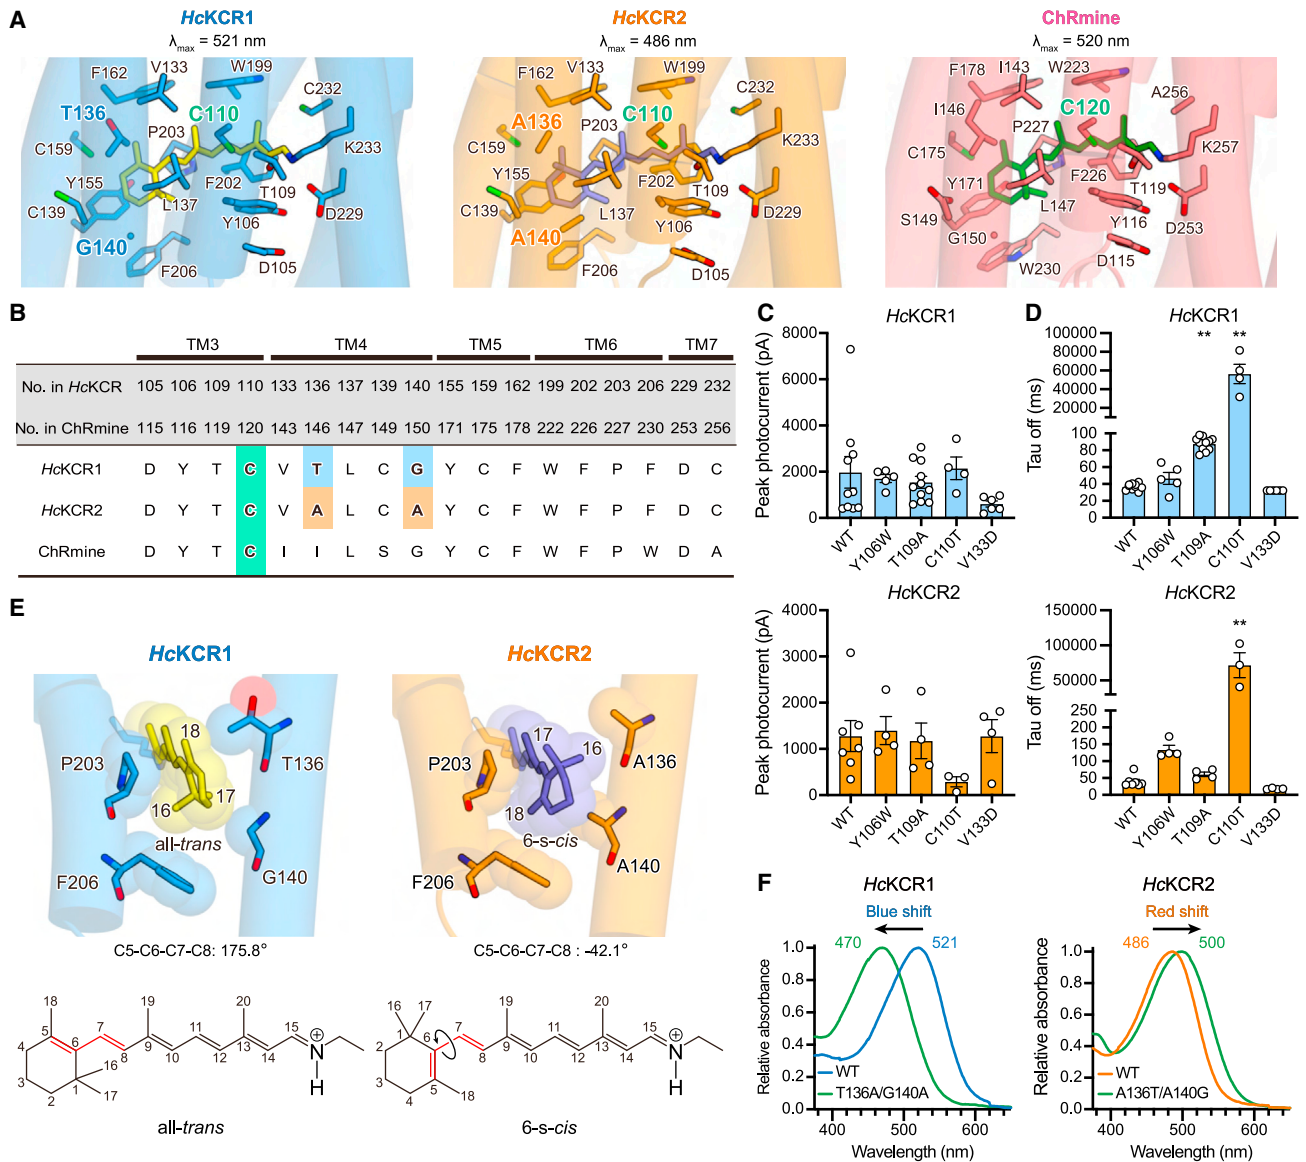 A
HcKCR1
λmax = 521 nm
F162
V133
W199
C232
T136
C110
P203
C159
K233
Y155
F202
T109
C139
L137
Y106
D229
G140
F206
D105
HcKCR2
λmax = 486 nm
F162
V133
W199
C232
A136
C110
P203
C159
K233
Y155
F202
T109
C139
L137
Y106
D229
A140
F206
D105
ChRmine
λmax = 520 nm
F178
I143
W223
A256
I146
C120
P227
C175
K257
Y171
F226
T119
S149
L147
Y116
D253
G150
W230
D115
B
TM3 TM4 TM5 TM6 TM7
No. in HcKCR 105 106 109 110 133 136 137 139 140 155 159 162 199 202 203 206 229 232
No. in ChRmine 115 116 119 120 143 146 147 149 150 171 175 178 222 226 227 230 253 256
HcKCR1 D Y T C V T L C G Y C F W F P F D C
HcKCR2 D Y T C V A L C A Y C F W F P F D C
ChRmine D Y T C I I L S G Y C F W F P W D A
C
HcKCR1
Peak photocurrent (pA)
8000
6000
4000
2000
0
WT Y106W T109A C110T V133D
HcKCR2
Peak photocurrent (pA)
4000
3000
2000
1000
0
WT Y106W T109A C110T V133D
D
HcKCR1
Tau off (ms)
100000
80000
60000
40000
20000
100
80
60
40
20
0
** **
WT Y106W T109A C110T V133D
HcKCR2
Tau off (ms)
150000
100000
50000
250
200
150
100
50
0
**
WT Y106W T109A C110T V133D
E
HcKCR1
18
P203
T136
16
17
all-trans
F206
G140
C5-C6-C7-C8: 175.8°
HcKCR2
17
16
P203
A136
18
6-s-cis
F206
A140
C5-C6-C7-C8 : -42.1°
18 19 20
5 7 11 15
6 8 9 10 12 13 14
4 3 2 1 16 17
N
⊕
H
all-trans
16 17 19 20
1 6 7 11 15
2 8 9 10 12 13 14
3 4 5 18
N
⊕
H
6-s-cis
F
HcKCR1
Blue shift
470 521
Relative absorbance
1.0
0.8
0.6
0.4
0.2
0.0
WT
T136A/G140A
400 500 600
Wavelength (nm)
HcKCR2
Red shift
486 500
Relative absorbance
1.0
0.8
0.6
0.4
0.2
0.0
WT
A136T/A140G
400 500 600
Wavelength (nm)